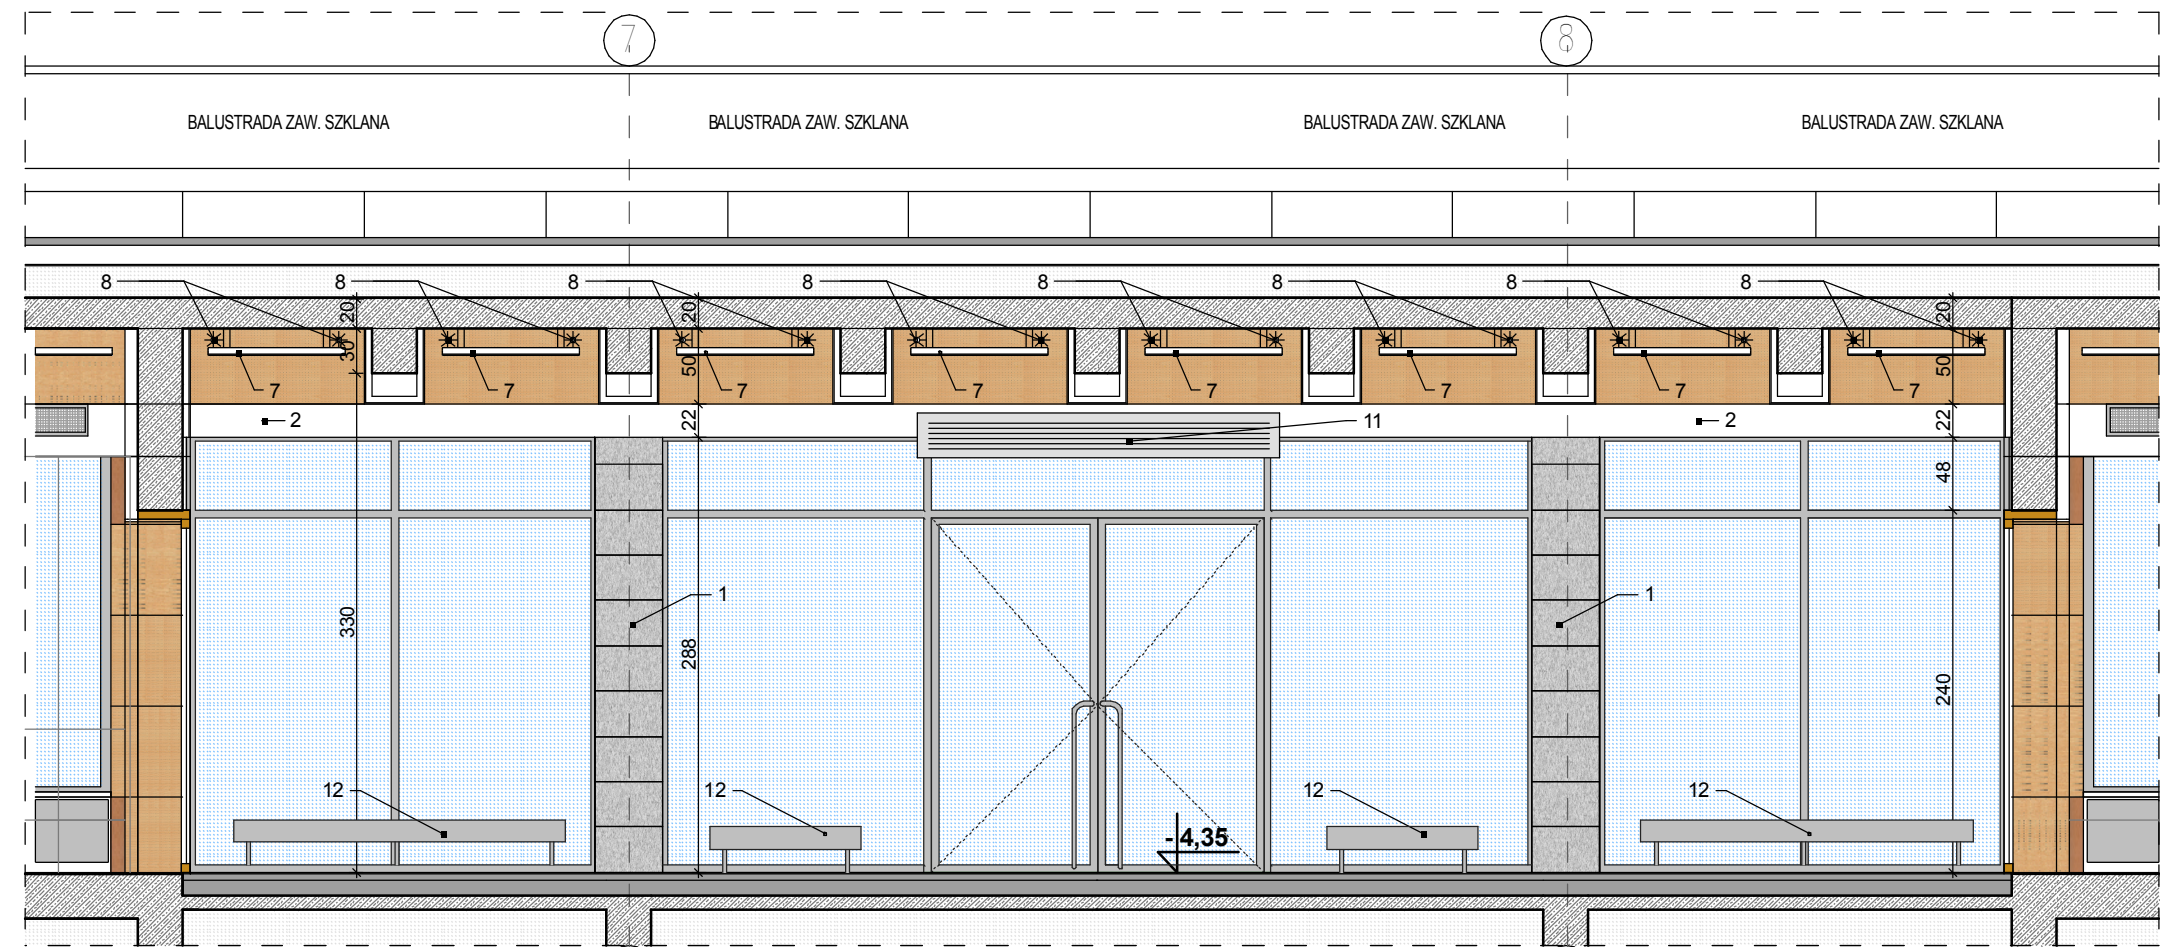 7 8
BALUSTRADA ZAW. SZKLANA BALUSTRADA ZAW. SZKLANA BALUSTRADA ZAW. SZKLANA BALUSTRADA ZAW. SZKLANA
8 8 8 8 8 8 8 8
20 20 20
30 50 50
7 7 7 7 7 7 7 7
2 22 11 2 22
48
330 1 288 1 240
12 12 12 12
- 4,35